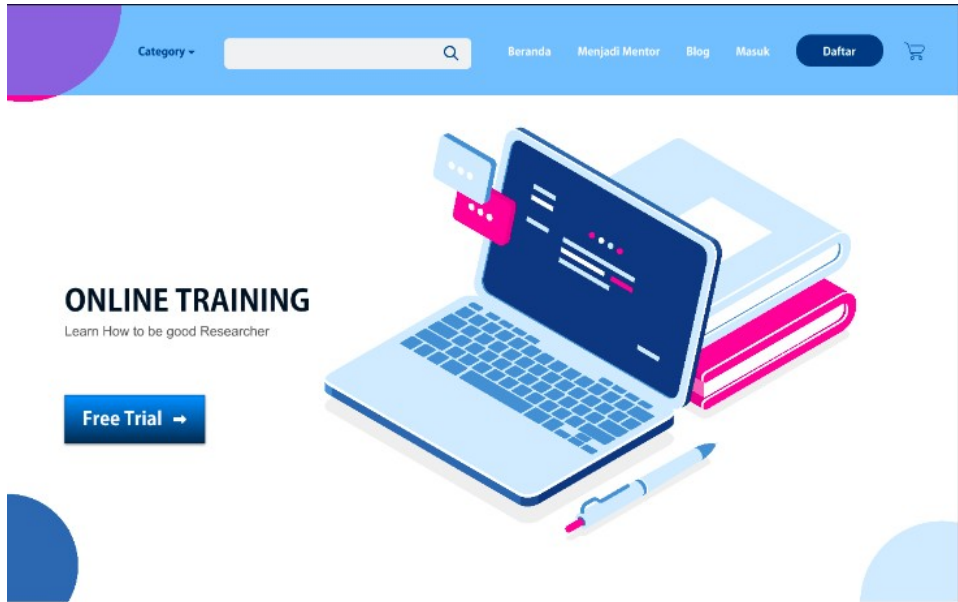 Category
Beranda
Menjadi Mentor
Blog
Masuk
Daftar
ONLINE TRAINING
Learn How to be good Researcher
Free Trial →